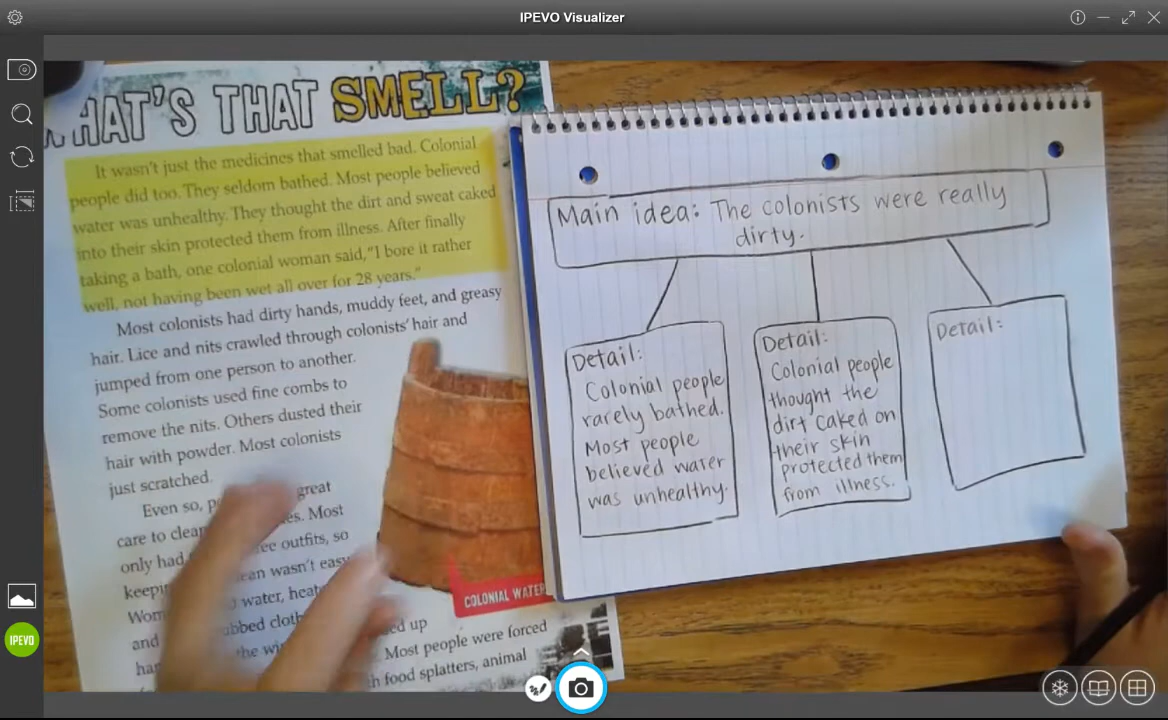 IPEVO Visualizer
HAT'S THAT SMELL?
It wasn't just the medicines that smelled bad. Colonial
people did too. They seldom bathed. Most people believed
water was unhealthy. They thought the dirt and sweat caked
into their skin protected them from illness. After finally
taking a bath, one colonial woman said, "I bore it rather
well, not having been wet all over for 28 years."
Most colonists had dirty hands, muddy feet, and greasy
hair. Lice and nits crawled through colonists' hair and
jumped from one person to another.
Some colonists used fine combs to
remove the nits. Others dusted their
hair with powder. Most colonists
just scratched.
Even so, great
care to clean Most
only had outfits, so
wasn't easy
water,
and
the
up
Most people were forced
food splatters, animal
COLONIAL WATER
Main idea: The colonists were really
dirty.
Detail:
Colonial people
rarely bathed.
Most people
believed water
was unhealthy.
Detail:
Colonial people
thought the
dirt caked on
their skin
protected them
from illness.
Detail:
IPEVO